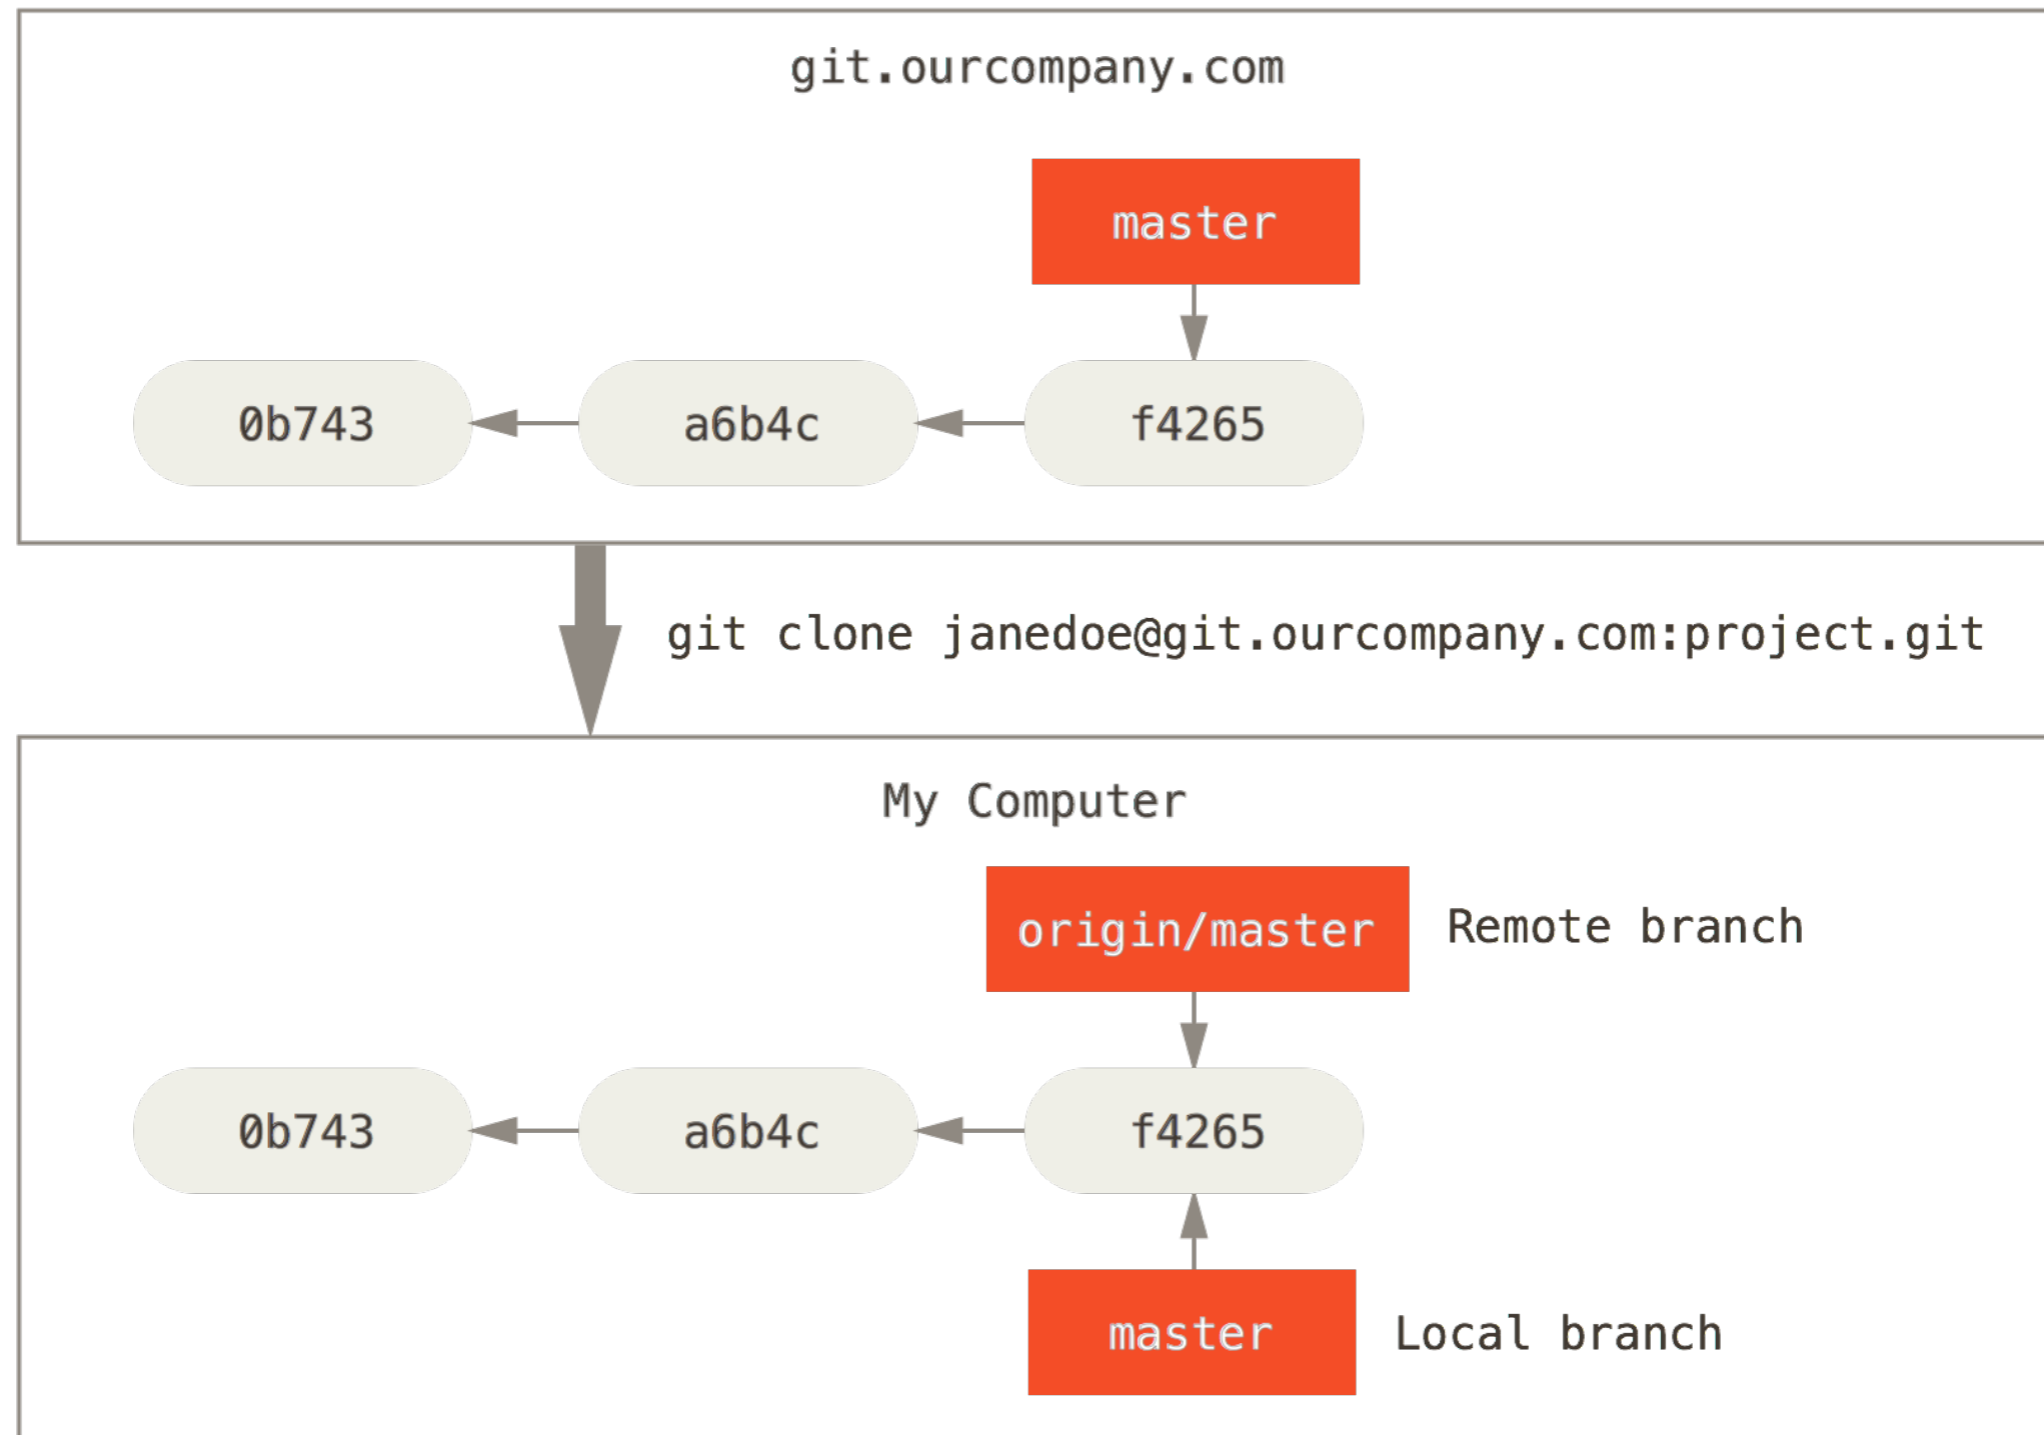 git.ourcompany.com
master
0b743 a6b4c f4265
git clone janedoe@git.ourcompany.com:project.git
My Computer
origin/master Remote branch
0b743 a6b4c f4265
master Local branch